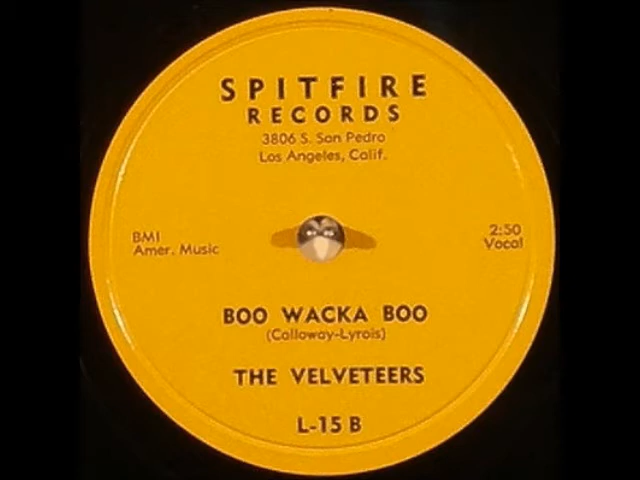 SPITFIRE
RECORDS
3806 S. San Pedro
Los Angeles, Calif.
BMI
Amer. Music
2:50
Vocal
BOO WACKA BOO
(Calloway-Lyrois)
THE VELVETEERS
L-15 B